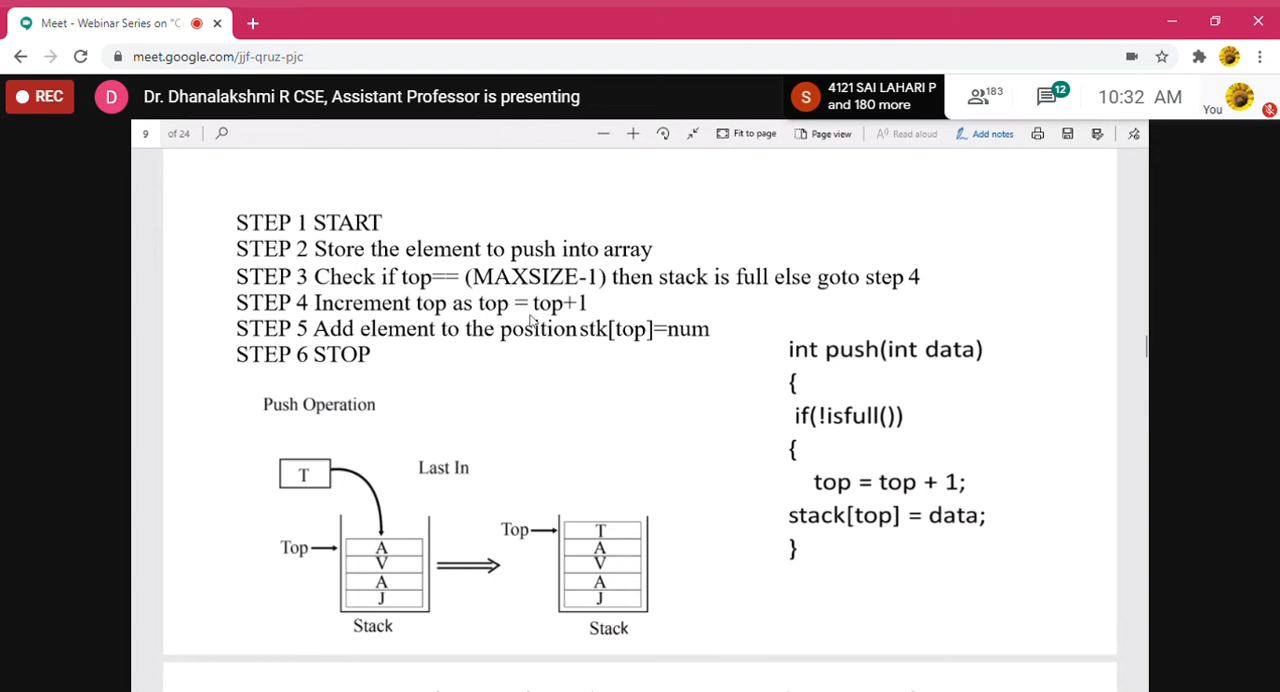 Meet - Webinar Series on "C
meet.google.com/jjf-qruz-pjc
REC
D
Dr. Dhanalakshmi R CSE, Assistant Professor is presenting
S
4121 SAI LAHARI P
and 180 more
183
12
10:32 AM
You
9 of 24
Fit to page
Page view
Read aloud
Add notes
STEP 1 START
STEP 2 Store the element to push into array
STEP 3 Check if top== (MAXSIZE-1) then stack is full else goto step 4
STEP 4 Increment top as top = top+1
STEP 5 Add element to the position stk[top]=num
STEP 6 STOP
Push Operation
T
Last In
Top
A
V
A
J
Stack
Top
T
A
V
A
J
Stack
int push(int data)
{
if(!isfull())
{
top = top + 1;
stack[top] = data;
}